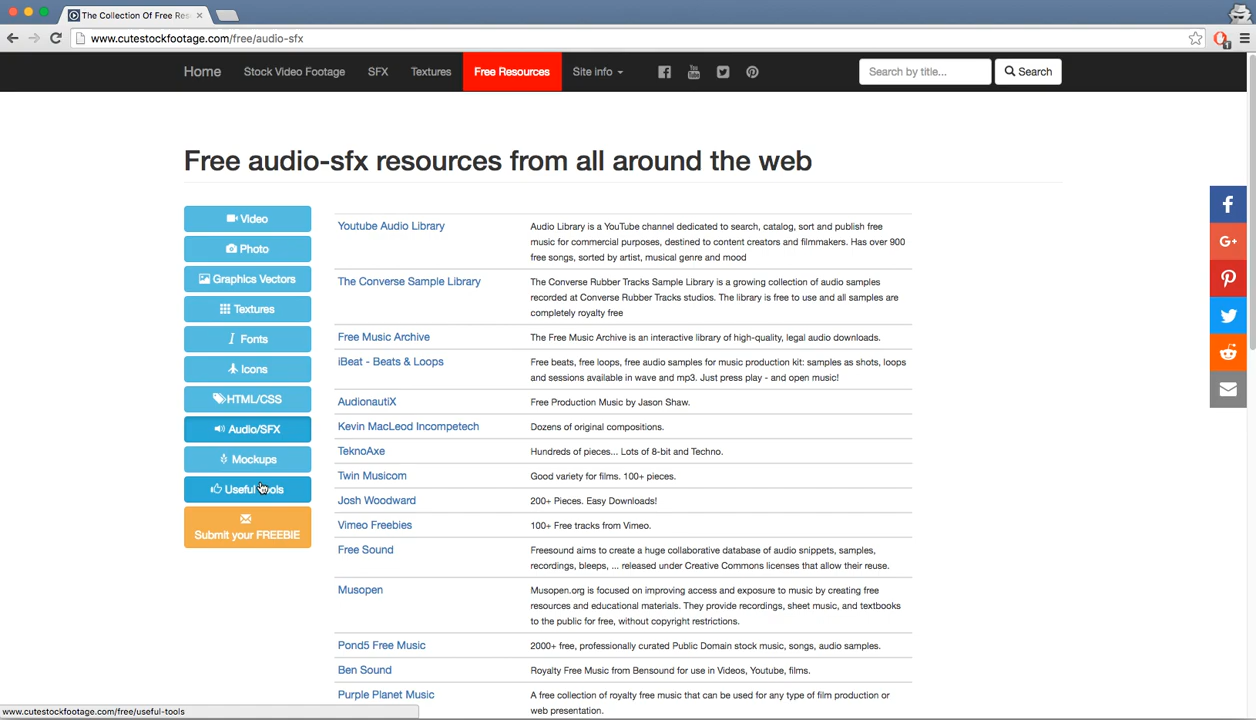 The Collection Of Free Res
www.cutestockfootage.com/free/audio-sfx
1
Home
Stock Video Footage
SFX
Textures
Free Resources
Site info
You Tube
Search by title...
Search
Free audio-sfx resources from all around the web
Video
Photo
Graphics Vectors
Textures
Fonts
Icons
HTML/CSS
Audio/SFX
Mockups
Useful Tools
Submit your FREEBIE
Youtube Audio Library
Audio Library is a YouTube channel dedicated to search, catalog, sort and publish free
music for commercial purposes, destined to content creators and filmmakers. Has over 900
free songs, sorted by artist, musical genre and mood
The Converse Sample Library
The Converse Rubber Tracks Sample Library is a growing collection of audio samples
recorded at Converse Rubber Tracks studios. The library is free to use and all samples are
completely royalty free
Free Music Archive
The Free Music Archive is an interactive library of high-quality, legal audio downloads.
iBeat - Beats & Loops
Free beats, free loops, free audio samples for music production kit: samples as shots, loops
and sessions available in wave and mp3. Just press play - and open music!
AudionautiX
Free Production Music by Jason Shaw.
Kevin MacLeod Incompetech
Dozens of original compositions.
TeknoAxe
Hundreds of pieces... Lots of 8-bit and Techno.
Twin Musicom
Good variety for films. 100+ pieces.
Josh Woodward
200+ Pieces. Easy Downloads!
Vimeo Freebies
100+ Free tracks from Vimeo.
Free Sound
Freesound aims to create a huge collaborative database of audio snippets, samples,
recordings, bleeps, ... released under Creative Commons licenses that allow their reuse.
Musopen
Musopen.org is focused on improving access and exposure to music by creating free
resources and educational materials. They provide recordings, sheet music, and textbooks
to the public for free, without copyright restrictions.
Pond5 Free Music
2000+ free, professionally curated Public Domain stock music, songs, audio samples.
Ben Sound
Royalty Free Music from Bensound for use in Videos, Youtube, films.
Purple Planet Music
A free collection of royalty free music that can be used for any type of film production or
web presentation.
G+
www.cutestockfootage.com/free/useful-tools